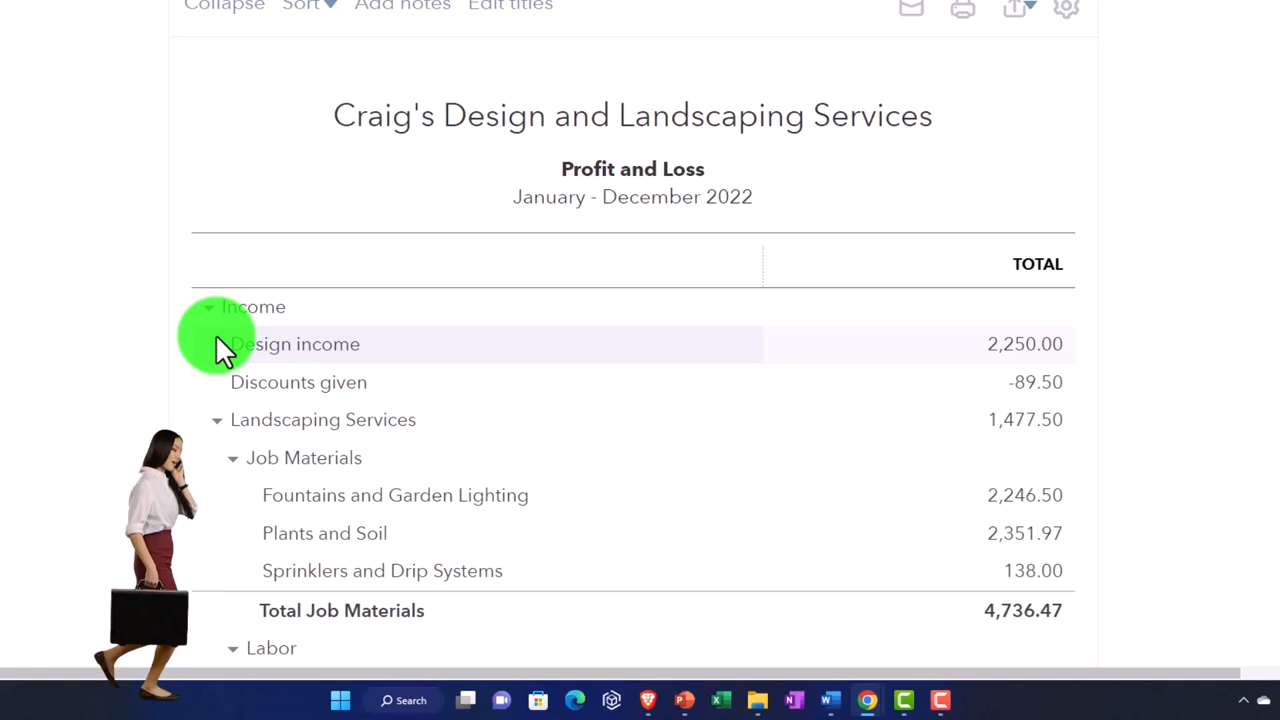 Collapse Sort Add notes Edit titles
Craig's Design and Landscaping Services
Profit and Loss
January - December 2022
TOTAL
Income
Design income 2,250.00
Discounts given -89.50
Landscaping Services 1,477.50
Job Materials
Fountains and Garden Lighting 2,246.50
Plants and Soil 2,351.97
Sprinklers and Drip Systems 138.00
Total Job Materials 4,736.47
Labor
Search